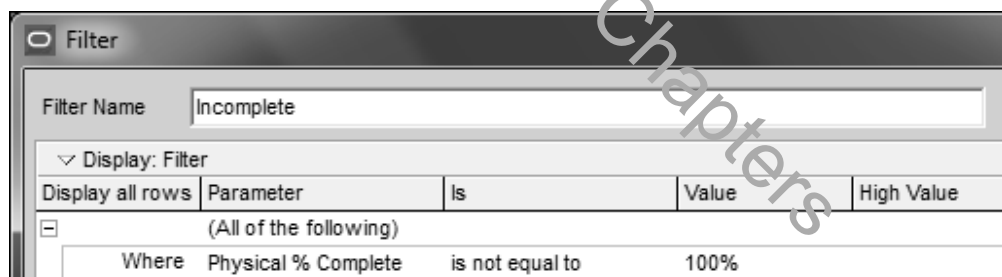 Filter
Chapters
Filter Name Incomplete
Display: Filter
Display all rows Parameter Is Value High Value
(All of the following)
Where Physical % Complete is not equal to 100%